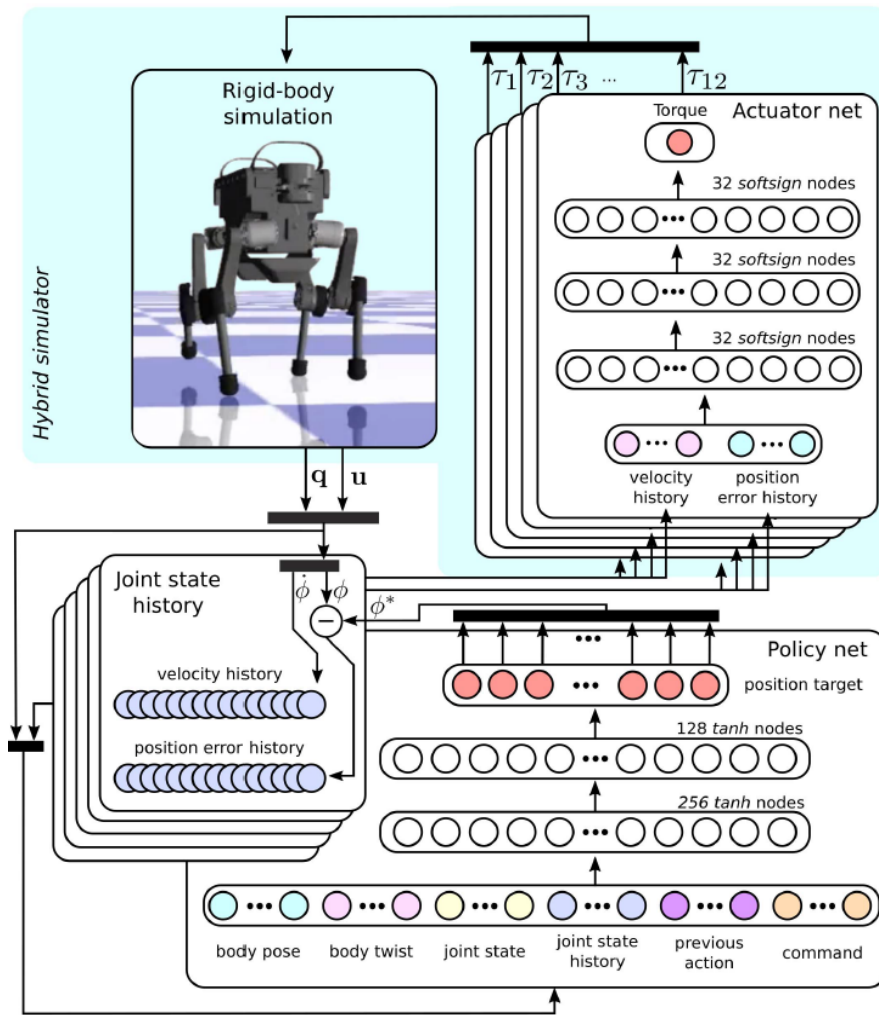 Rigid-body
simulation
Hybrid simulator
τ₁ τ₂ τ₃ ... τ₁₂
Actuator net
Torque
32 softsign nodes
32 softsign nodes
32 softsign nodes
velocity
history
position
error history
q u
Joint state
history
ϕ̇ ϕ ϕ*
−
velocity history
position error history
Policy net
position target
128 tanh nodes
256 tanh nodes
body pose
body twist
joint state
joint state
history
previous
action
command